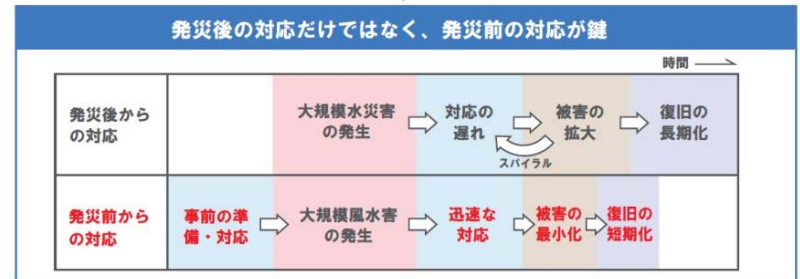 発災後の対応だけではなく、発災前の対応が鍵
時間
発災後から
の対応
大規模水災害
の発生
対応の
遅れ
スパイラル
被害の
拡大
復旧の
長期化
発災前から
の対応
事前の準
備・対応
大規模風水害
の発生
迅速な
対応
被害の
最小化
復旧の
短期化